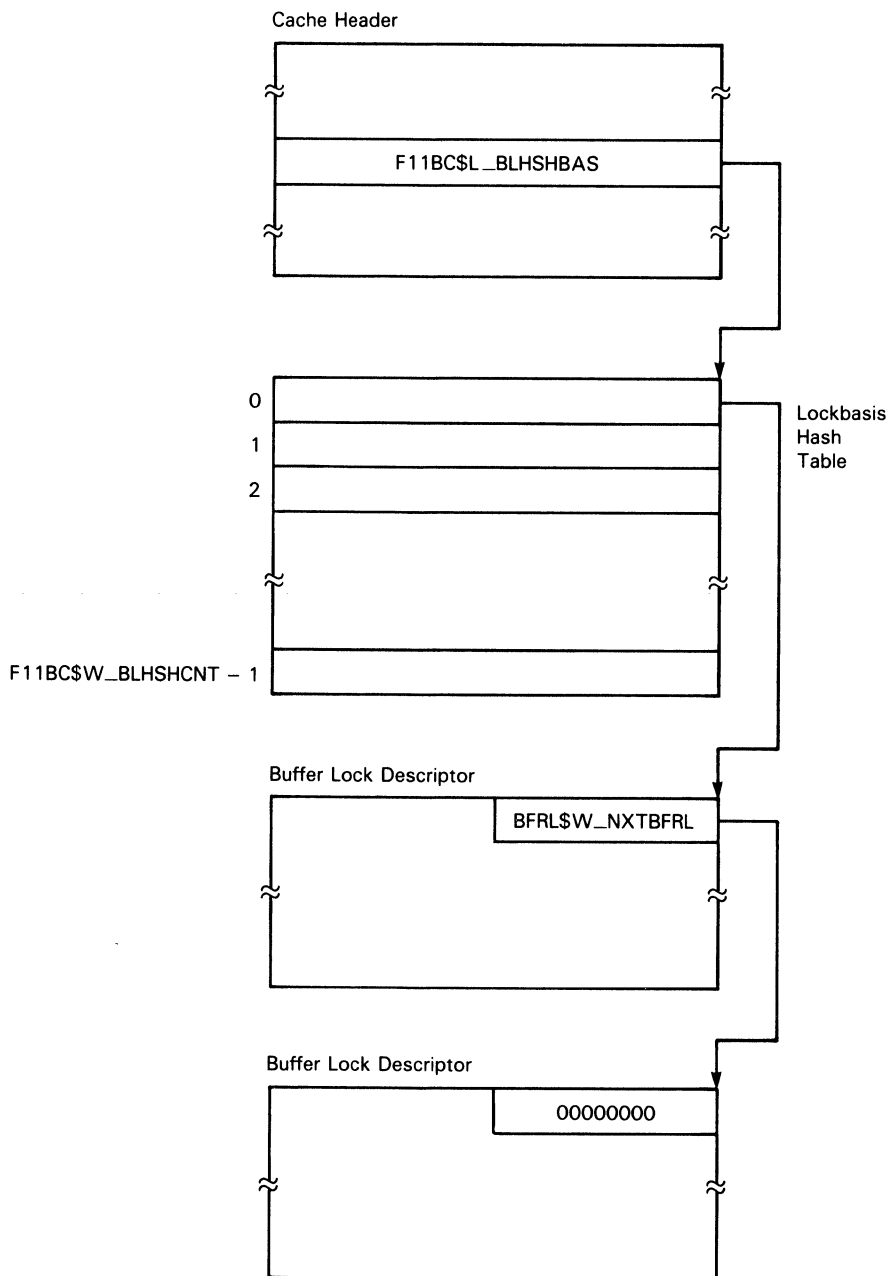 Cache Header
F11BC$L_BLHSHBAS
0
1
2
Lockbasis
Hash
Table
F11BC$W_BLHSHCNT – 1
Buffer Lock Descriptor
BFRL$W_NXTBFRL
Buffer Lock Descriptor
00000000